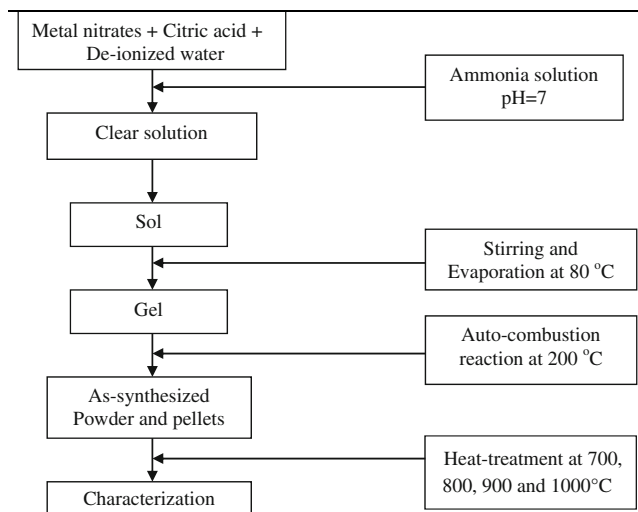 Metal nitrates + Citric acid +
De-ionized water
Ammonia solution
pH=7
Clear solution
Sol
Stirring and
Evaporation at 80 °C
Gel
Auto-combustion
reaction at 200 °C
As-synthesized
Powder and pellets
Heat-treatment at 700,
800, 900 and 1000°C
Characterization